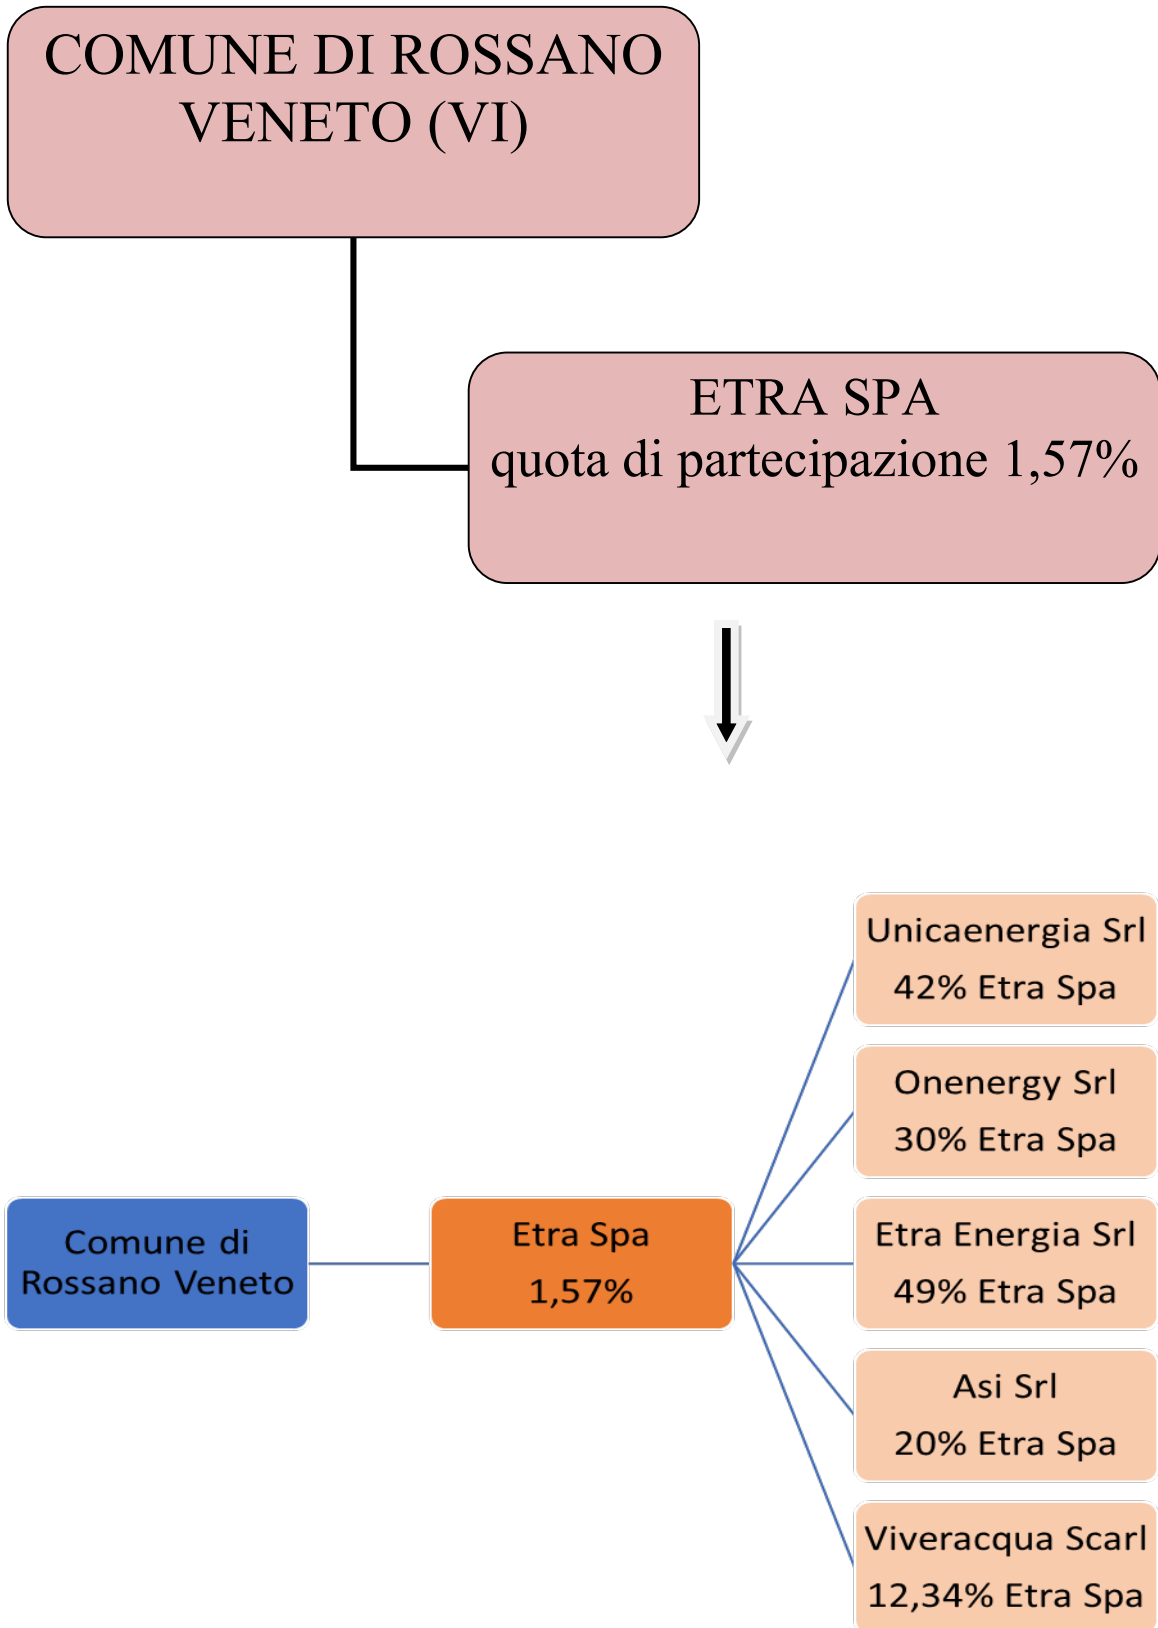 COMUNE DI ROSSANO
VENETO (VI)
ETRA SPA
quota di partecipazione 1,57%
Unicaenergia Srl
42% Etra Spa
Onenergy Srl
30% Etra Spa
Comune di
Rossano Veneto
Etra Spa
1,57%
Etra Energia Srl
49% Etra Spa
Asi Srl
20% Etra Spa
Viveracqua Scarl
12,34% Etra Spa